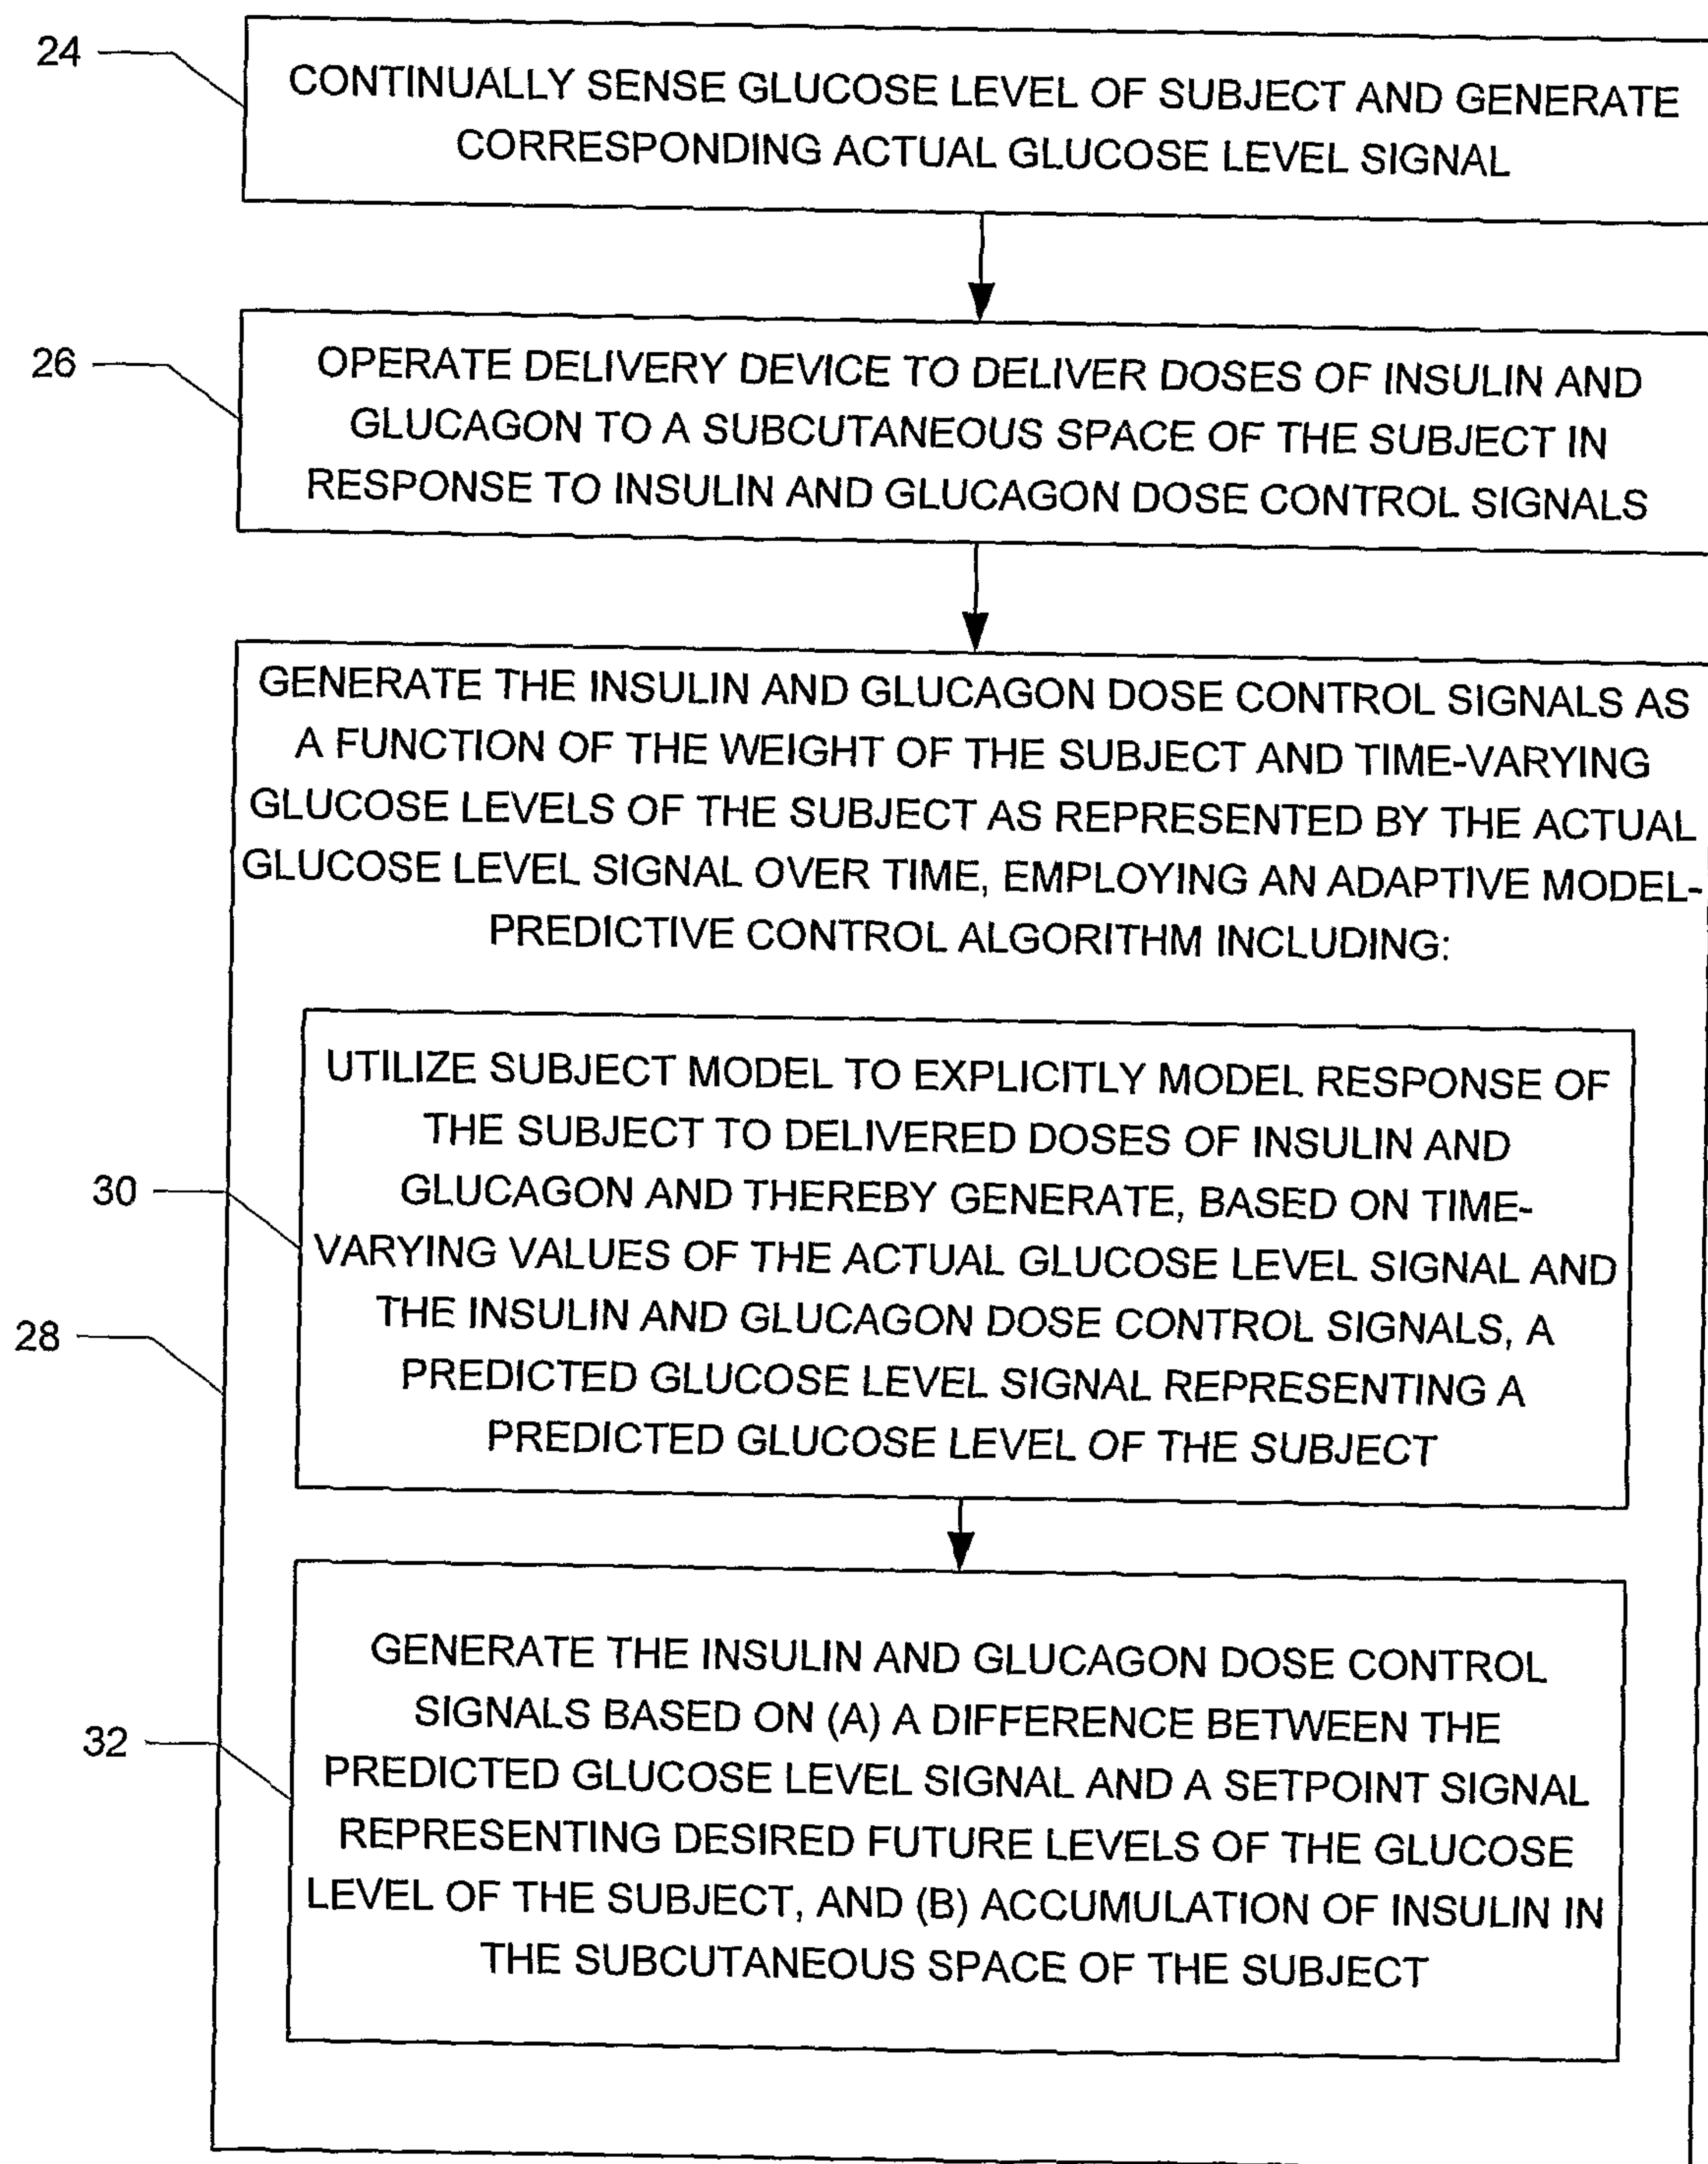 24
CONTINUALLY SENSE GLUCOSE LEVEL OF SUBJECT AND GENERATE
CORRESPONDING ACTUAL GLUCOSE LEVEL SIGNAL
26
OPERATE DELIVERY DEVICE TO DELIVER DOSES OF INSULIN AND
GLUCAGON TO A SUBCUTANEOUS SPACE OF THE SUBJECT IN
RESPONSE TO INSULIN AND GLUCAGON DOSE CONTROL SIGNALS
28
GENERATE THE INSULIN AND GLUCAGON DOSE CONTROL SIGNALS AS
A FUNCTION OF THE WEIGHT OF THE SUBJECT AND TIME-VARYING
GLUCOSE LEVELS OF THE SUBJECT AS REPRESENTED BY THE ACTUAL
GLUCOSE LEVEL SIGNAL OVER TIME, EMPLOYING AN ADAPTIVE MODEL-
PREDICTIVE CONTROL ALGORITHM INCLUDING:
30
UTILIZE SUBJECT MODEL TO EXPLICITLY MODEL RESPONSE OF
THE SUBJECT TO DELIVERED DOSES OF INSULIN AND
GLUCAGON AND THEREBY GENERATE, BASED ON TIME-
VARYING VALUES OF THE ACTUAL GLUCOSE LEVEL SIGNAL AND
THE INSULIN AND GLUCAGON DOSE CONTROL SIGNALS, A
PREDICTED GLUCOSE LEVEL SIGNAL REPRESENTING A
PREDICTED GLUCOSE LEVEL OF THE SUBJECT
32
GENERATE THE INSULIN AND GLUCAGON DOSE CONTROL
SIGNALS BASED ON (A) A DIFFERENCE BETWEEN THE
PREDICTED GLUCOSE LEVEL SIGNAL AND A SETPOINT SIGNAL
REPRESENTING DESIRED FUTURE LEVELS OF THE GLUCOSE
LEVEL OF THE SUBJECT, AND (B) ACCUMULATION OF INSULIN IN
THE SUBCUTANEOUS SPACE OF THE SUBJECT